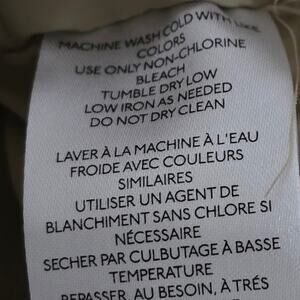 MACHINE WASH COLD WITH LIKE
COLORS
USE ONLY NON-CHLORINE
BLEACH
TUMBLE DRY LOW
LOW IRON AS NEEDED
DO NOT DRY CLEAN
LAVER À LA MACHINE À L'EAU
FROIDE AVEC COULEURS
SIMILAIRES
UTILISER UN AGENT DE
BLANCHIMENT SANS CHLORE SI
NÉCESSAIRE
SECHER PAR CULBUTAGE À BASSE
TEMPERATURE
REPASSER, AU BESOIN, À TRÉS